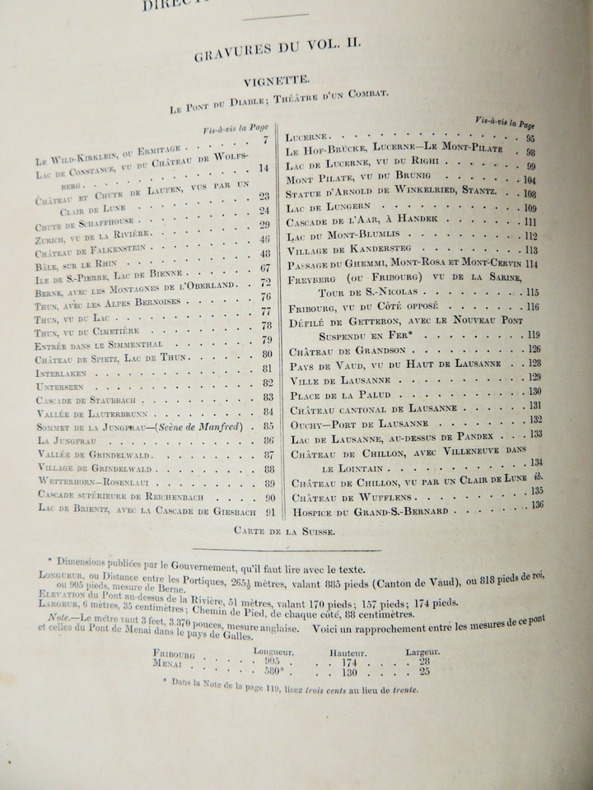 GRAVURES DU VOL. II.
VIGNETTE.
LE PONT DU DIABLE; THÉÂTRE D'UN COMBAT.
Vis-à-vis la Page
LE WILD-KIRKLEIN, OU ERMITAGE . . . . . . 7
LAC DE CONSTANCE, VU DU CHÂTEAU DE WOLFS-
BERG . . . . . . . . . . 14
CHÂTEAU ET CHUTE DE LAUFEN, VUS PAR UN
CLAIR DE LUNE . . . . . . . 23
CHUTE DE SCHAFFHOUSE . . . . . . 24
ZURICH, VU DE LA RIVIÈRE . . . . . . 29
CHÂTEAU DE FALKENSTEIN . . . . . . 46
BÂLE, SUR LE RHIN . . . . . . . 48
ILE DE S.-PIERRE, LAC DE BIENNE . . . . 67
BERNE, AVEC LES MONTAGNES DE L'OBERLAND . . 72
THUN, AVEC LES ALPES BERNOISES . . . . 76
THUN, VU DU LAC . . . . . . . 77
THUN, VU DU CIMETIÈRE . . . . . . 78
ENTRÉE DANS LE SIMMENTHAL . . . . . 79
CHÂTEAU DE SPIETZ, LAC DE THUN . . . . . 80
INTERLAKEN . . . . . . . . 81
UNTERSEEN . . . . . . . . 82
CASCADE DE STAUBBACH . . . . . . . 83
VALLÉE DE LAUTERBRUNN . . . . . . 84
SOMMET DE LA JUNGFRAU—(Scène de Manfred) . 85
LA JUNGFRAU . . . . . . . . 86
VALLÉE DE GRINDELWALD . . . . . . 87
VILLAGE DE GRINDELWALD . . . . . . 88
WETTERHORN—ROSENLAUI . . . . . . 89
CASCADE SUPÉRIEURE DE REICHENBACH . . . 90
LAC DE BRIENTZ, AVEC LA CASCADE DE GIESBACH 91
Vis-à-vis la Page
LUCERNE . . . . . . . . . . 95
LE HOF-BRÜCKE, LUCERNE—LE MONT-PILATE . 98
LAC DE LUCERNE, VU DU RIGHI . . . . . 99
MONT PILATE, VU DU BRUNIG . . . . . 104
STATUE D'ARNOLD DE WINKELRIED, STANTZ . . . 108
LAC DE LUNGERN . . . . . . . . 109
CASCADE DE L'AAR, À HANDEK . . . . . . 111
LAC DU MONT-BLUMLIS . . . . . . . 112
VILLAGE DE KANDERSTEG . . . . . . . 113
PASSAGE DU GHEMMI, MONT-ROSA ET MONT-CERVIN 114
FREYBERG (OU FRIBOURG) VU DE LA SARINE,
TOUR DE S.-NICOLAS . . . . . . . 115
FRIBOURG, VU DU CÔTÉ OPPOSÉ . . . . . 116
DÉFILÉ DE GETTERON, AVEC LE NOUVEAU PONT
SUSPENDU EN FER* . . . . . . . 119
CHÂTEAU DE GRANDSON . . . . . . . 126
PAYS DE VAUD, VU DU HAUT DE LAUSANNE . . 128
VILLE DE LAUSANNE . . . . . . . 129
PLACE DE LA PALUD . . . . . . . 130
CHÂTEAU CANTONAL DE LAUSANNE . . . . . 131
OUCHY—PORT DE LAUSANNE . . . . . . 132
LAC DE LAUSANNE, AU-DESSUS DE PANDEX . . . 133
CHÂTEAU DE CHILLON, AVEC VILLENEUVE DANS
LE LOINTAIN . . . . . . . . 134
CHÂTEAU DE CHILLON, VU PAR UN CLAIR DE LUNE ib.
CHÂTEAU DE WUFFLENS . . . . . . . 135
HOSPICE DU GRAND-S.-BERNARD . . . . . . 136
CARTE DE LA SUISSE.
* Dimensions publiées par le Gouvernement, qu'il faut lire avec le texte.
LONGUEUR, OU DISTANCE entre les Portiques, 265½ mètres, valant 885 pieds (Canton de Vaud), ou 818 pieds de roi,
ou 905 pieds, mesure de Berne.
ELEVATION du Pont au-dessus de la Rivière, 51 mètres, valant 170 pieds; 157 pieds; 174 pieds.
LARGEUR, 6 mètres, 35 centimètres; Chemin de Pied, de chaque côté, 88 centimètres.
Note.—Le mètre vaut 3 feet, 3.370 pouces, mesure anglaise. Voici un rapprochement entre les mesures de ce pont
et celles du Pont de Menai dans le pays de Galles.
Longueur. Hauteur. Largeur.
FRIBOURG . . . . . 905 . . . 174 . . . . 28
MENAI . . . . . . 580* . . . 130 . . . . 25
* Dans la Note de la page 119, lisez trois cents au lieu de trente.